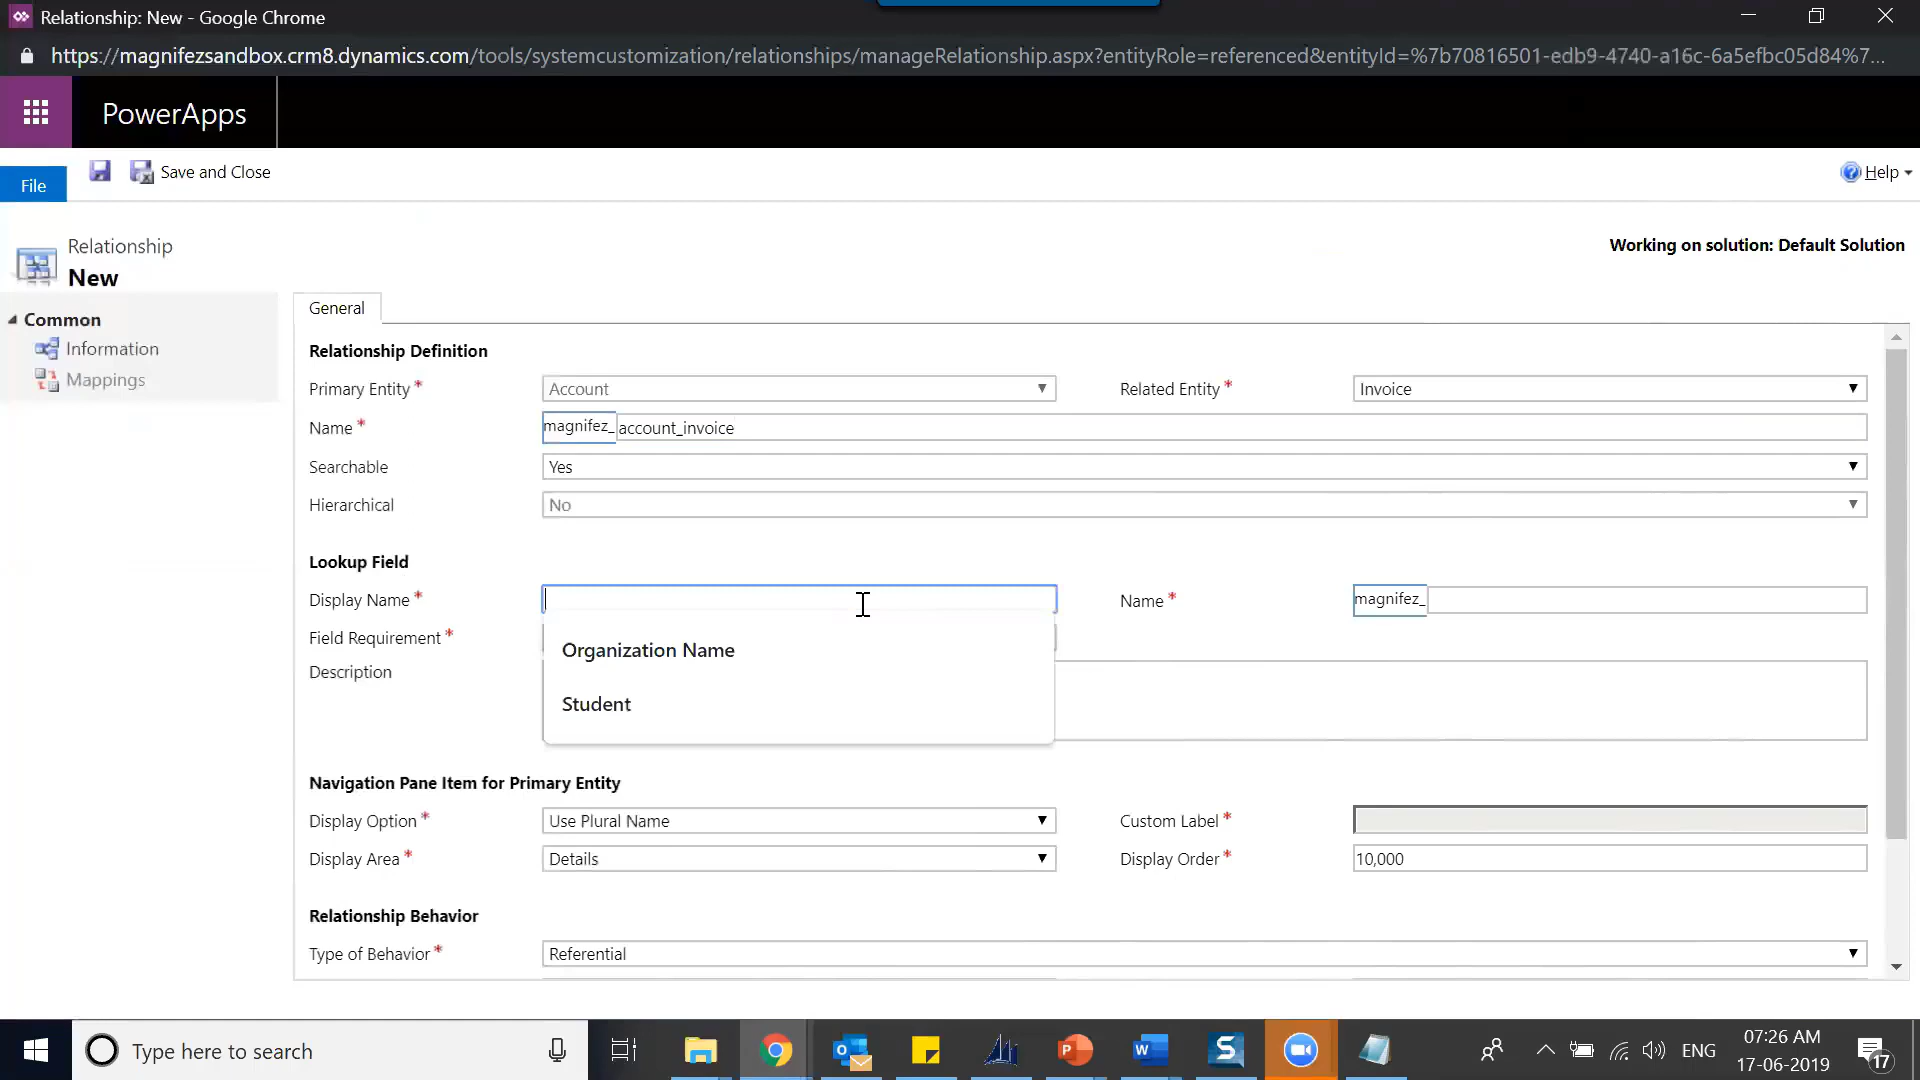 Relationship: New - Google Chrome
https://magnifezsandbox.crm8.dynamics.com/tools/systemcustomization/relationships/manageRelationship.aspx?entityRole=referenced&entityId=%7b70816501-edb9-4740-a16c-6a5efbc05d84%7...
PowerApps
File
Save and Close
Help
Relationship
New
Working on solution: Default Solution
Common
Information
Mappings
General
Relationship Definition
Primary Entity * Account Related Entity * Invoice
Name * magnifez_ account_invoice
Searchable Yes
Hierarchical No
Lookup Field
Display Name * Name * magnifez_
Field Requirement *
Organization Name
Description
Student
Navigation Pane Item for Primary Entity
Display Option * Use Plural Name Custom Label *
Display Area * Details Display Order * 10,000
Relationship Behavior
Type of Behavior * Referential
Type here to search
ENG
07:26 AM
17-06-2019
17